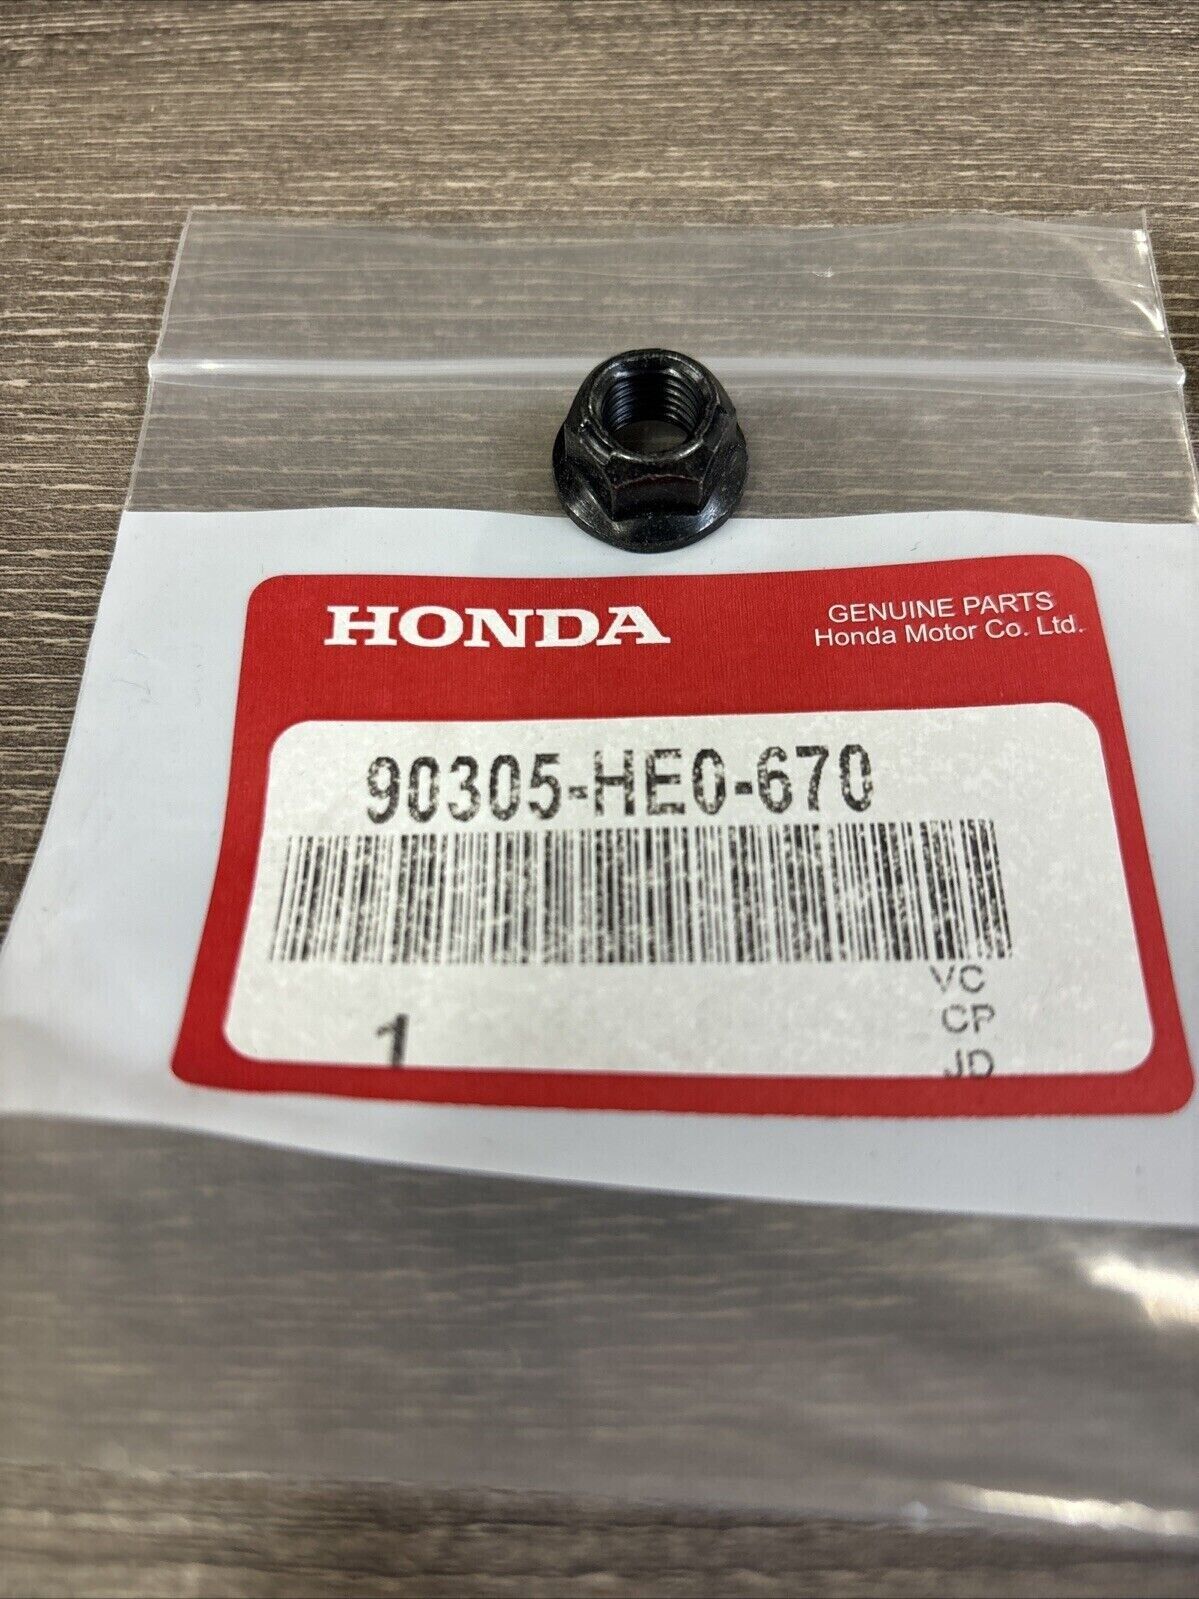 HONDA
GENUINE PARTS
Honda Motor Co. Ltd.
90305-HE0-670
VC
1 CP
JD